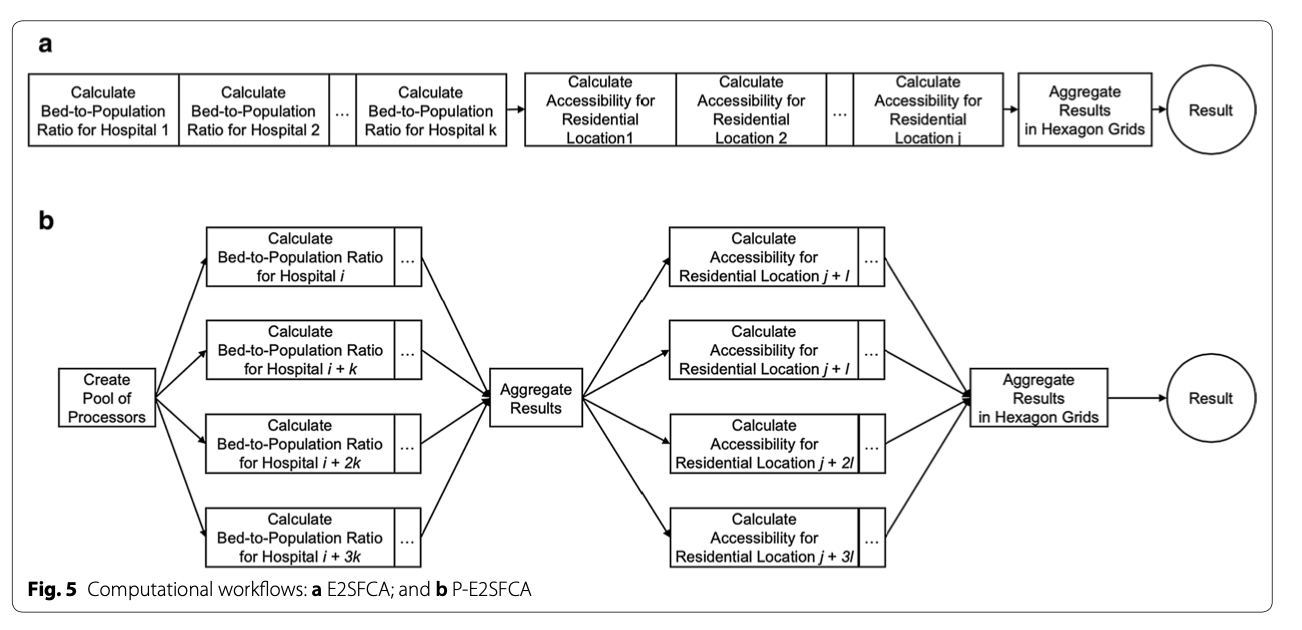 a
Calculate
Bed-to-Population
Ratio for Hospital 1
Calculate
Bed-to-Population
Ratio for Hospital 2
...
Calculate
Bed-to-Population
Ratio for Hospital k
Calculate
Accessibility for
Residential
Location1
Calculate
Accessibility for
Residential
Location 2
...
Calculate
Accessibility for
Residential
Location j
Aggregate
Results
in Hexagon Grids
Result
b
Create
Pool of
Processors
Calculate
Bed-to-Population Ratio
for Hospital i
...
Calculate
Bed-to-Population Ratio
for Hospital i + k
...
Calculate
Bed-to-Population Ratio
for Hospital i + 2k
...
Calculate
Bed-to-Population Ratio
for Hospital i + 3k
...
Aggregate
Results
Calculate
Accessibility for
Residential Location j + l
...
Calculate
Accessibility for
Residential Location j + l
...
Calculate
Accessibility for
Residential Location j + 2l
...
Calculate
Accessibility for
Residential Location j + 3l
...
Aggregate
Results
in Hexagon Grids
Result
Fig. 5 Computational workflows: a E2SFCA; and b P-E2SFCA